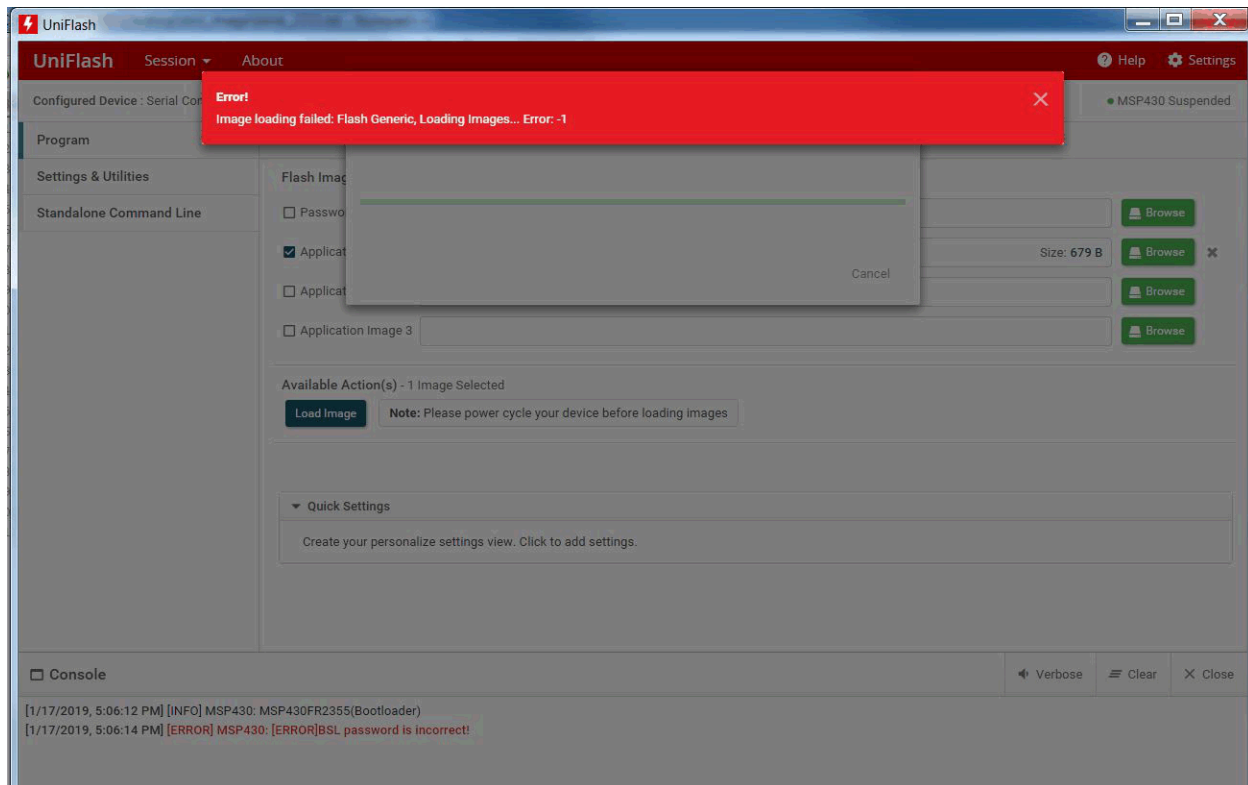 UniFlash
UniFlash Session About Help Settings
Configured Device : Serial Cor
MSP430 Suspended
Error!
Image loading failed: Flash Generic, Loading Images... Error: -1
Program
Settings & Utilities
Standalone Command Line
Flash Imag
Passwo
Browse
Applicat
Size: 679 B
Browse
Cancel
Applicat
Browse
Application Image 3
Browse
Available Action(s) - 1 Image Selected
Load Image
Note: Please power cycle your device before loading images
Quick Settings
Create your personalize settings view. Click to add settings.
Console
Verbose
Clear
Close
[1/17/2019, 5:06:12 PM] [INFO] MSP430: MSP430FR2355(Bootloader)
[1/17/2019, 5:06:14 PM] [ERROR] MSP430: [ERROR]BSL password is incorrect!